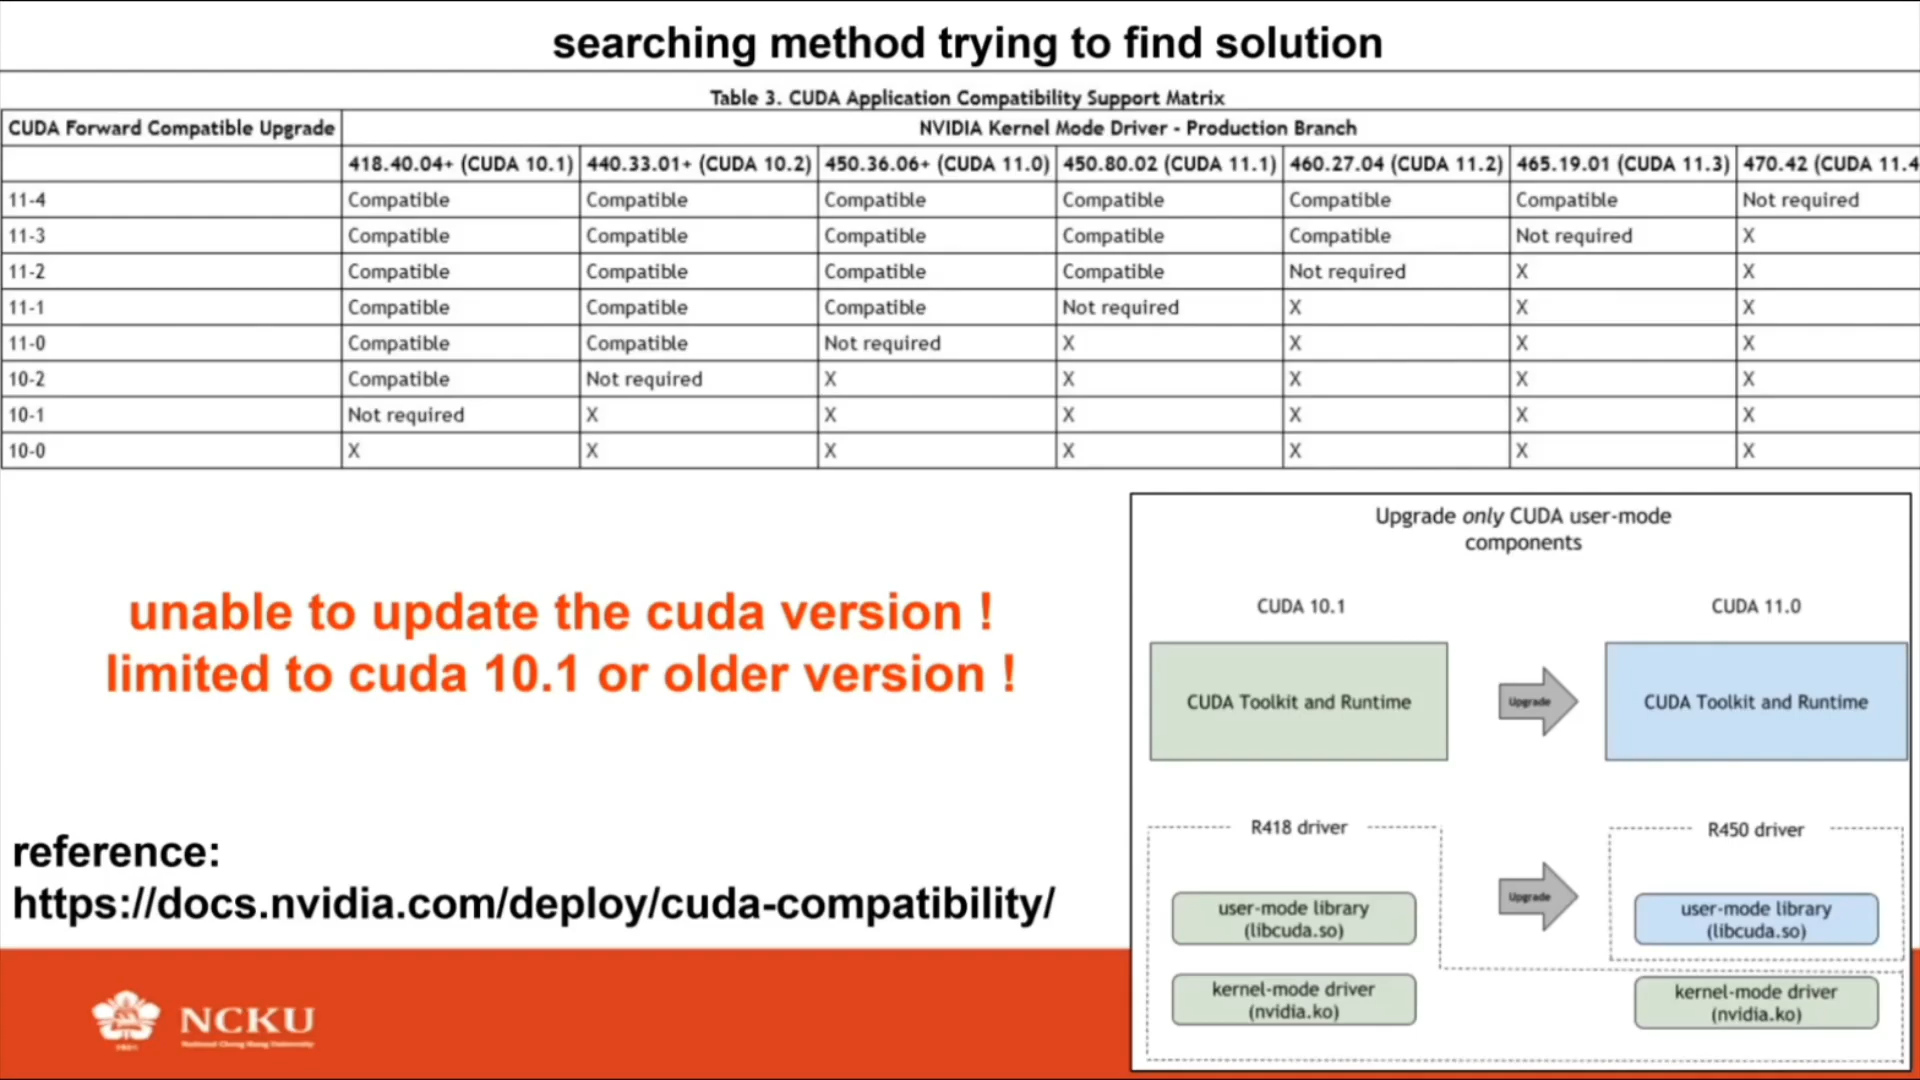 searching method trying to find solution
Table 3. CUDA Application Compatibility Support Matrix
CUDA Forward Compatible Upgrade NVIDIA Kernel Mode Driver - Production Branch
418.40.04+ (CUDA 10.1) 440.33.01+ (CUDA 10.2) 450.36.06+ (CUDA 11.0) 450.80.02 (CUDA 11.1) 460.27.04 (CUDA 11.2) 465.19.01 (CUDA 11.3) 470.42 (CUDA 11.4
11-4 Compatible Compatible Compatible Compatible Compatible Compatible Not required
11-3 Compatible Compatible Compatible Compatible Compatible Not required X
11-2 Compatible Compatible Compatible Compatible Not required X X
11-1 Compatible Compatible Compatible Not required X X X
11-0 Compatible Compatible Not required X X X X
10-2 Compatible Not required X X X X X
10-1 Not required X X X X X X
10-0 X X X X X X X
unable to update the cuda version !
limited to cuda 10.1 or older version !
reference:
https://docs.nvidia.com/deploy/cuda-compatibility/
NCKU
National Cheng Kung University
Upgrade only CUDA user-mode
components
CUDA 10.1 CUDA 11.0
CUDA Toolkit and Runtime Upgrade CUDA Toolkit and Runtime
R418 driver R450 driver
user-mode library
(libcuda.so)
Upgrade
user-mode library
(libcuda.so)
kernel-mode driver
(nvidia.ko)
kernel-mode driver
(nvidia.ko)